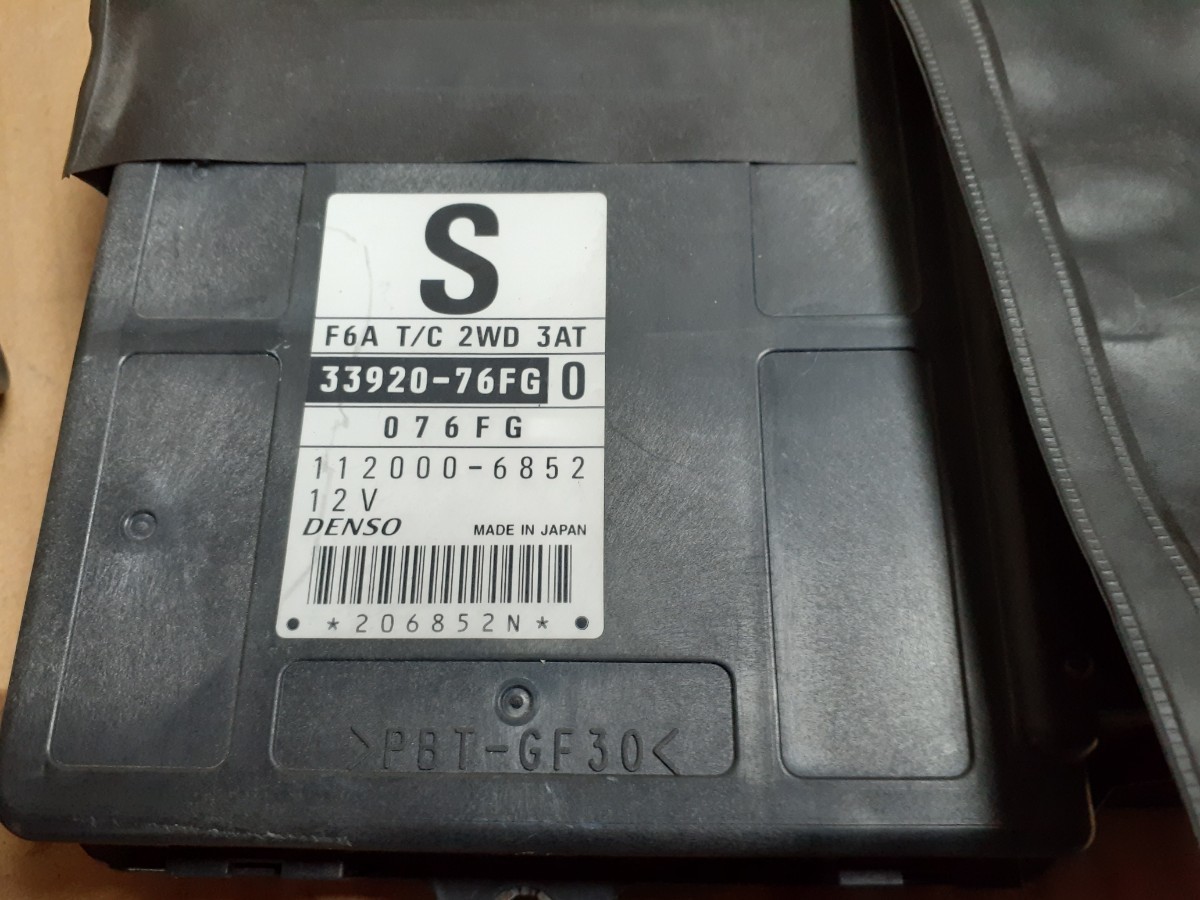 S
F6A T/C 2WD 3AT
33920-76FG 0
076FG
112000-6852
12V
DENSO MADE IN JAPAN
*206852N*
>PBT-GF30<